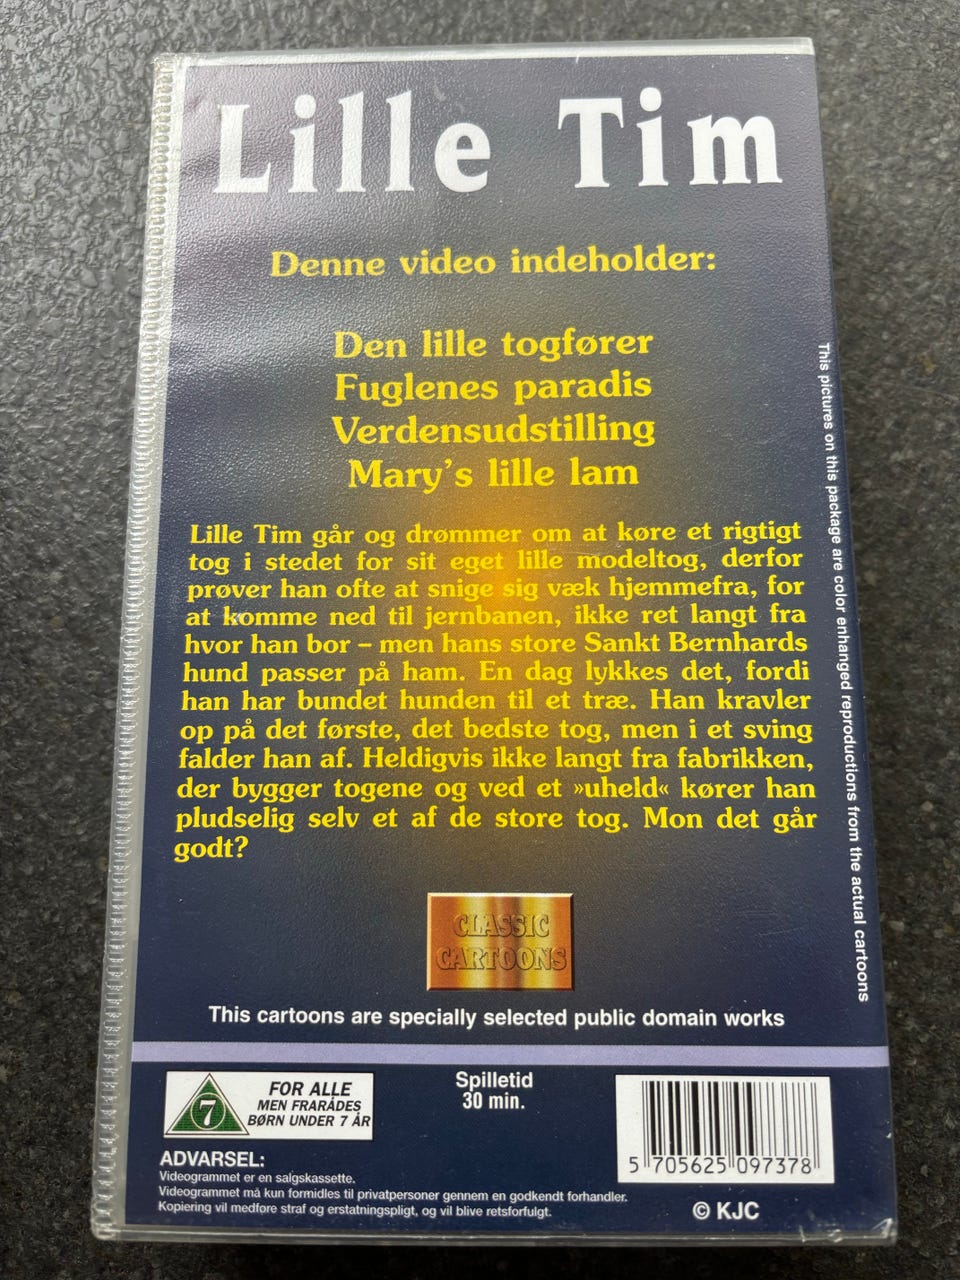 Lille Tim
Denne video indeholder:
Den lille togfører
Fuglenes paradis
Verdensudstilling
Mary's lille lam
Lille Tim går og drømmer om at køre et rigtigt
tog i stedet for sit eget lille modeltog, derfor
prøver han ofte at snige sig væk hjemmefra, for
at komme ned til jernbanen, ikke ret langt fra
hvor han bor – men hans store Sankt Bernhards
hund passer på ham. En dag lykkes det, fordi
han har bundet hunden til et træ. Han kravler
op på det første, det bedste tog, men i et sving
falder han af. Heldigvis ikke langt fra fabrikken,
der bygger togene og ved et »uheld« kører han
pludselig selv et af de store tog. Mon det går
godt?
This pictures on this package are color enhanced reproductions from the actual cartoons
CLASSIC
CARTOONS
This cartoons are specially selected public domain works
7
FOR ALLE
MEN FRARÅDES
BØRN UNDER 7 ÅR
Spilletid
30 min.
5 705625 097378
ADVARSEL:
Videogrammet er en salgskassette.
Videogrammet må kun formidles til privatpersoner gennem en godkendt forhandler.
Kopiering vil medføre straf og erstatningspligt, og vil blive retsforfulgt.
© KJC